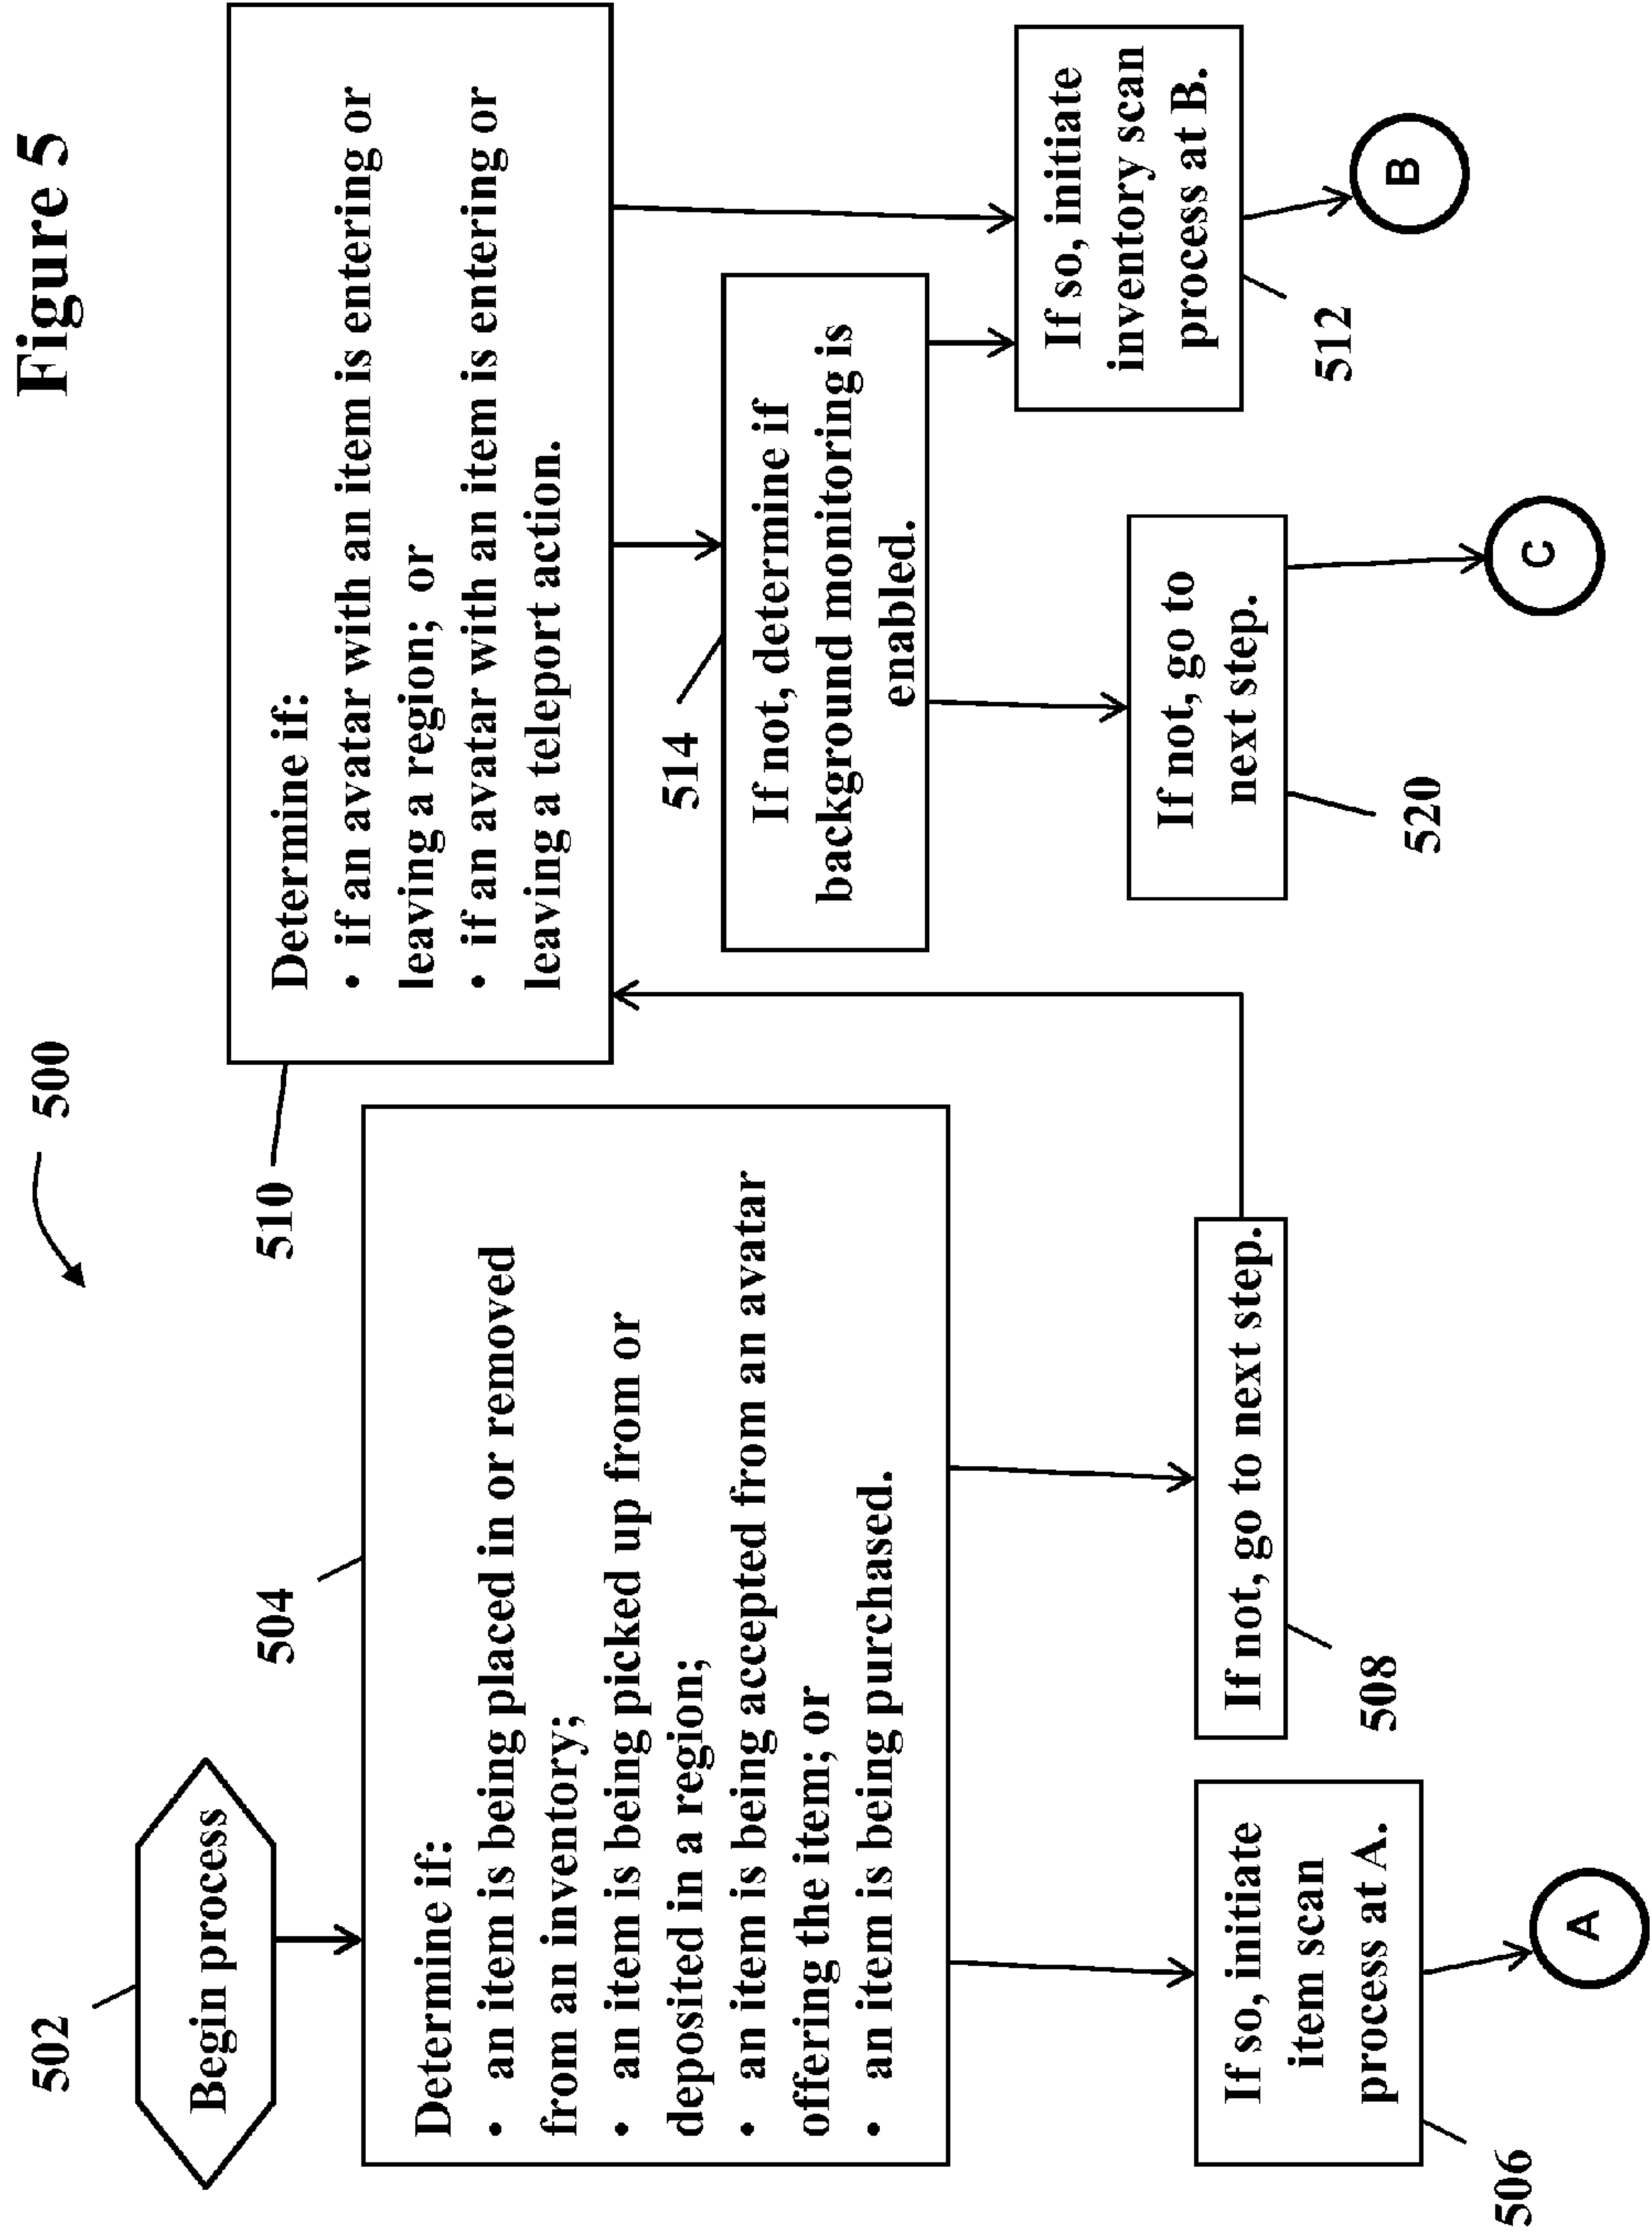 Figure 5
500
502
Begin process
504
Determine if:
• an item is being placed in or removed
from an inventory;
• an item is being picked up from or
deposited in a region;
• an item is being accepted from an avatar
offering the item; or
• an item is being purchased.
506
If so, initiate
item scan
process at A.
A
508
If not, go to next step.
510
Determine if:
• if an avatar with an item is entering or
leaving a region; or
• if an avatar with an item is entering or
leaving a teleport action.
514
If not, determine if
background monitoring is
enabled.
520
If not, go to
next step.
C
512
If so, initiate
inventory scan
process at B.
B